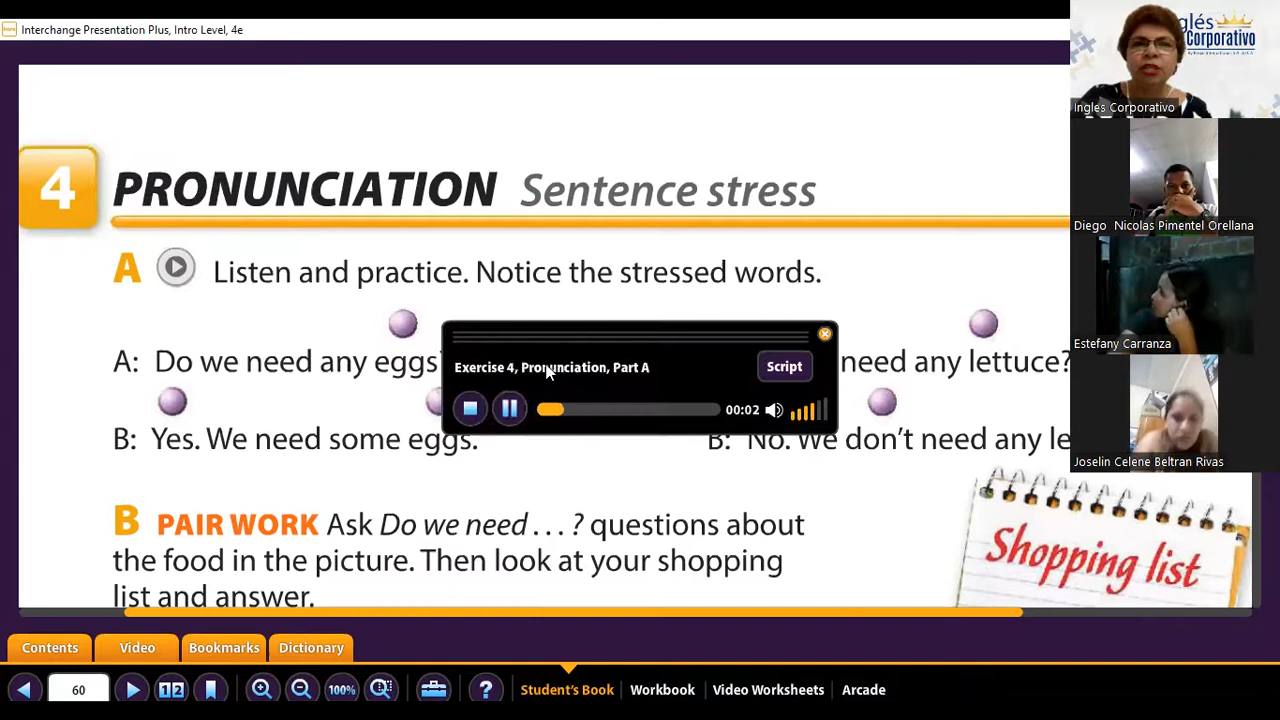 Interchange Presentation Plus, Intro Level, 4e
4 PRONUNCIATION Sentence stress
A Listen and practice. Notice the stressed words.
A: Do we need any eggs?
need any lettuce?
B: Yes. We need some eggs.
B: No. We don't need any le
Exercise 4, Pronunciation, Part A
Script
00:02
B PAIR WORK Ask Do we need . . . ? questions about
the food in the picture. Then look at your shopping
list and answer.
Shopping list
Contents
Video
Bookmarks
Dictionary
60
1 2
100%
?
Student's Book
Workbook
Video Worksheets
Arcade
nglés
Corporativo
Ingles Corporativo
Diego Nicolas Pimentel Orellana
Estefany Carranza
Joselin Celene Beltran Rivas